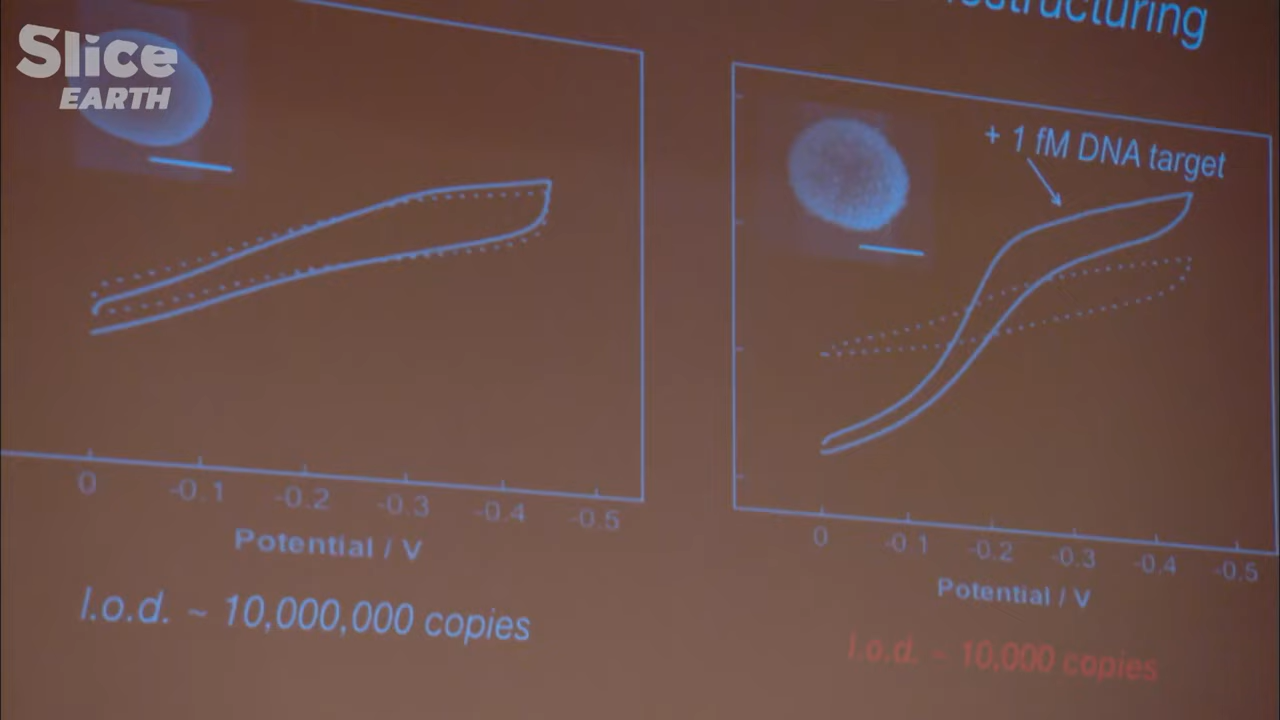 Slice
EARTH
+ 1 fM DNA target
0 -0.1 -0.2 -0.3 -0.4 -0.5
Potential / V
l.o.d. ~ 10,000,000 copies
0 -0 1 -0.2 -0.3 -0.4 -0.5
Potential / V
l.o.d. ~ 10,000 copies